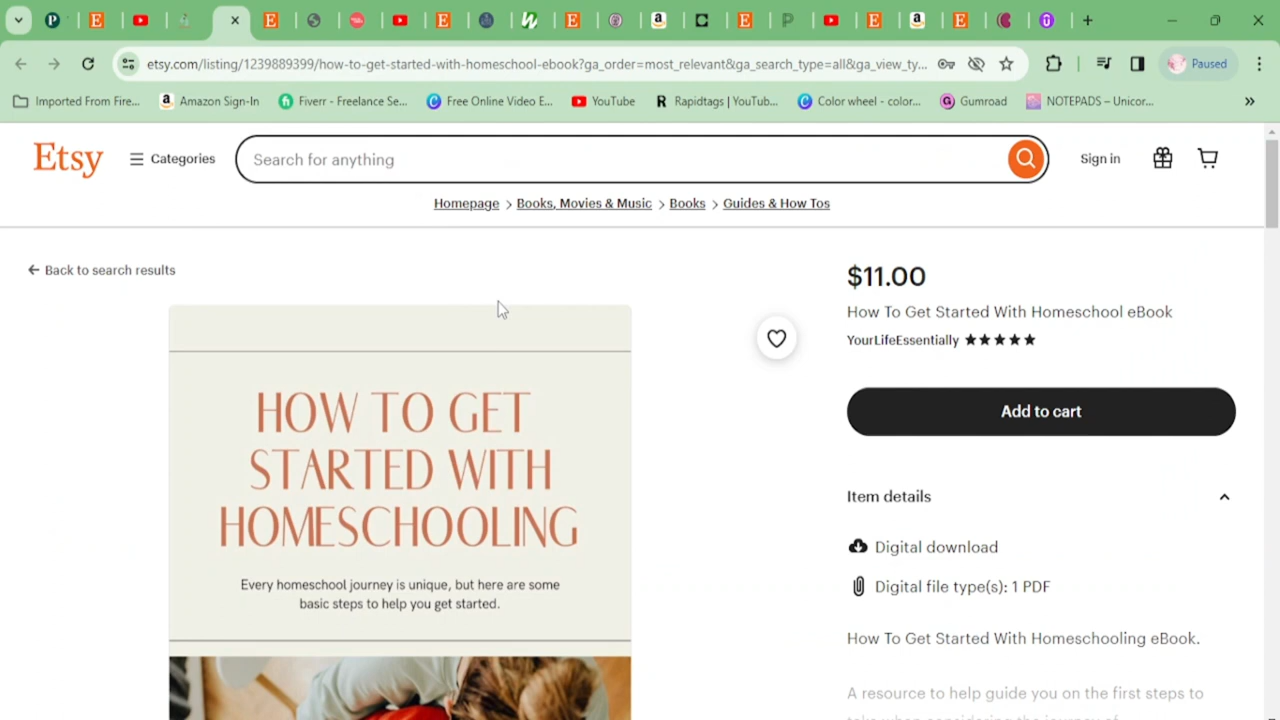 etsy.com/listing/1239889399/how-to-get-started-with-homeschool-ebook?ga_order=most_relevant&ga_search_type=all&ga_view_ty...
Paused
Imported From Fire...
Amazon Sign-In
Fiverr - Freelance Se...
Free Online Video E...
YouTube
Rapidtags | YouTub...
Color wheel - color...
Gumroad
NOTEPADS – Unicor...
Etsy
Categories
Search for anything
Sign in
Homepage > Books, Movies & Music > Books > Guides & How Tos
Back to search results
$11.00
How To Get Started With Homeschool eBook
YourLifeEssentially
Add to cart
HOW TO GET
STARTED WITH
HOMESCHOOLING
Every homeschool journey is unique, but here are some
basic steps to help you get started.
Item details
Digital download
Digital file type(s): 1 PDF
How To Get Started With Homeschooling eBook.
A resource to help guide you on the first steps to
take when considering the journey of